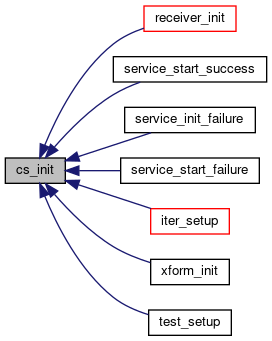 receiver_init
service_start_success
service_init_failure
cs_init
service_start_failure
iter_setup
xform_init
test_setup